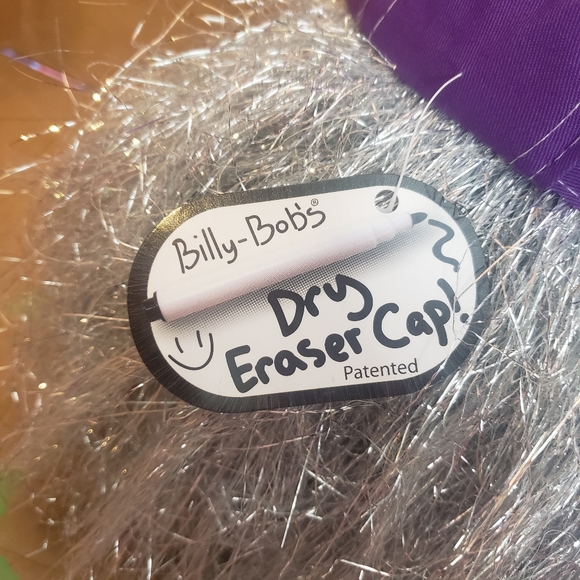 Billy-Bob's®
Dry
Eraser Cap!
Patented